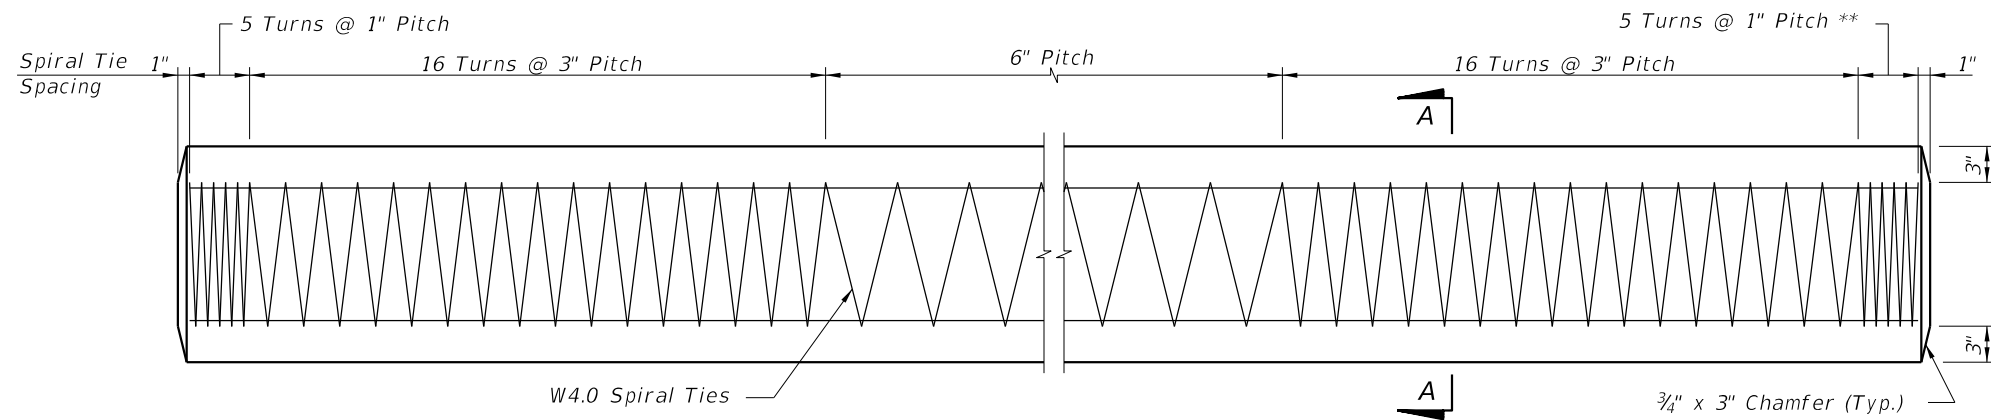 5 Turns @ 1" Pitch
5 Turns @ 1" Pitch **
Spiral Tie
Spacing
1"
16 Turns @ 3" Pitch
6" Pitch
16 Turns @ 3" Pitch
1"
A
3"
3"
W4.0 Spiral Ties
A
¾" x 3" Chamfer (Typ.)